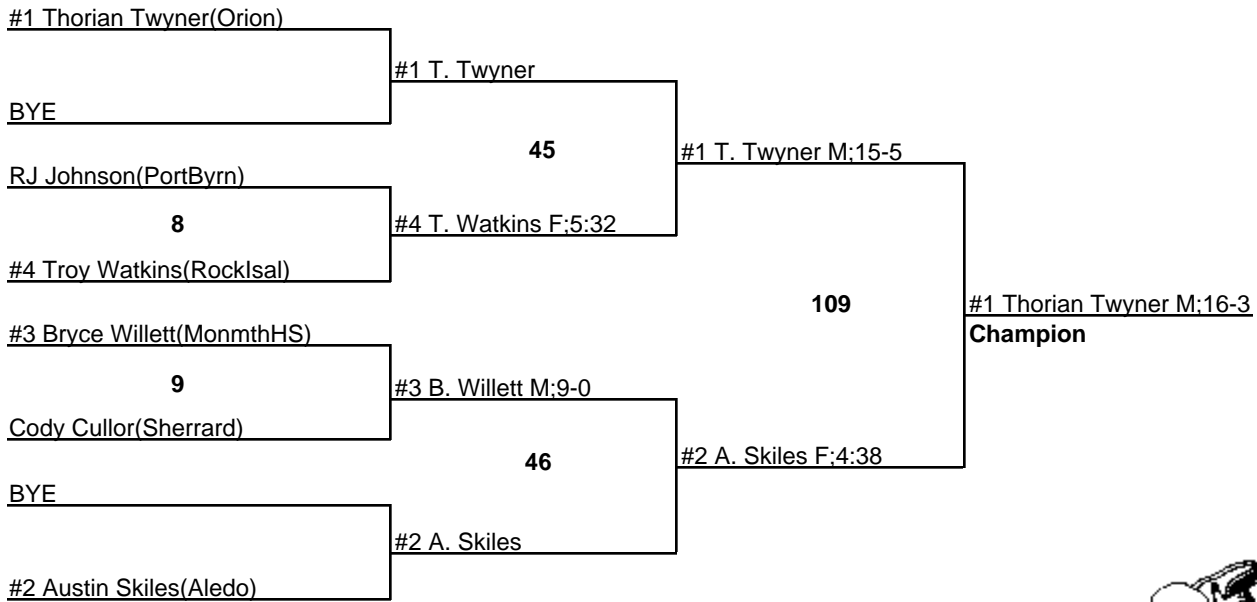 #1 Thorian Twyner(Orion)
#1 T. Twyner
BYE
45
#1 T. Twyner M;15-5
RJ Johnson(PortByrn)
8
#4 T. Watkins F;5:32
#4 Troy Watkins(RockIsal)
109
#1 Thorian Twyner M;16-3
Champion
#3 Bryce Willett(MonmthHS)
9
#3 B. Willett M;9-0
Cody Cullor(Sherrard)
46
#2 A. Skiles F;4:38
BYE
#2 A. Skiles
#2 Austin Skiles(Aledo)